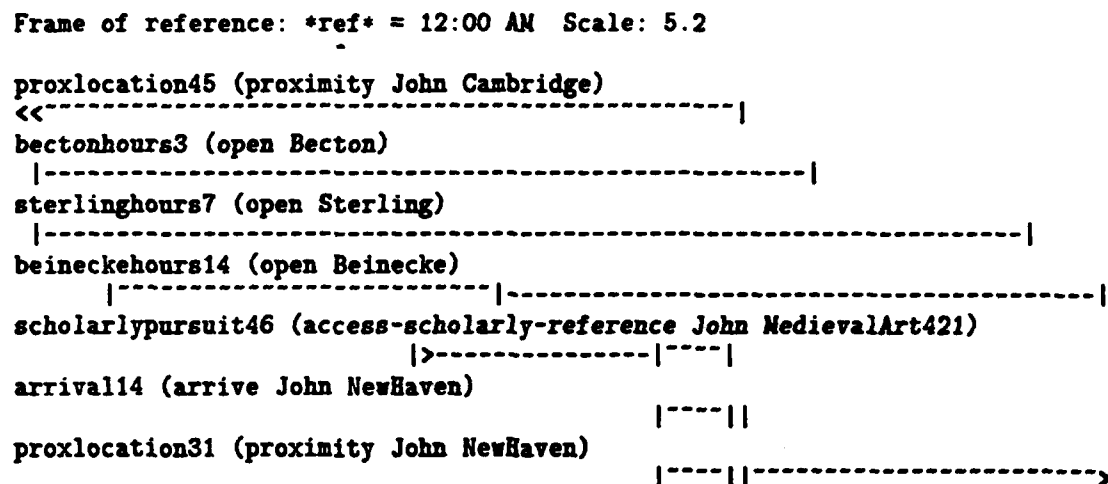 Frame of reference: *ref* = 12:00 AM Scale: 5.2
proxlocation45 (proximity John Cambridge)
<<------------------------------------------------|
bectonhours3 (open Becton)
|----------------------------------------------------|
sterlinghours7 (open Sterling)
|-------------------------------------------------------------------|
beineckehours14 (open Beinecke)
|--------------------------|----------------------------------------|
scholarlypursuit46 (access-scholarly-reference John MedievalArt421)
|>---------------|----|
arrival14 (arrive John NewHaven)
|----||
proxlocation31 (proximity John NewHaven)
|----||------------------------>